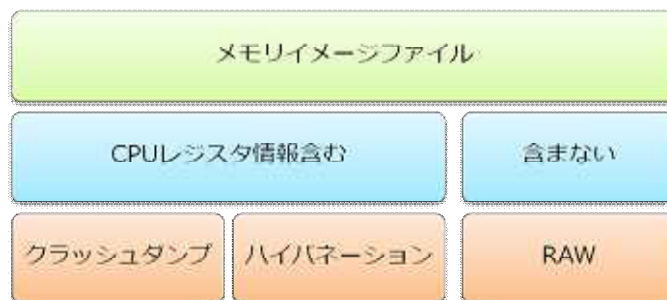 メモリイメージファイル
CPUレジスタ情報含む
含まない
クラッシュダンプ
ハイバネーション
RAW